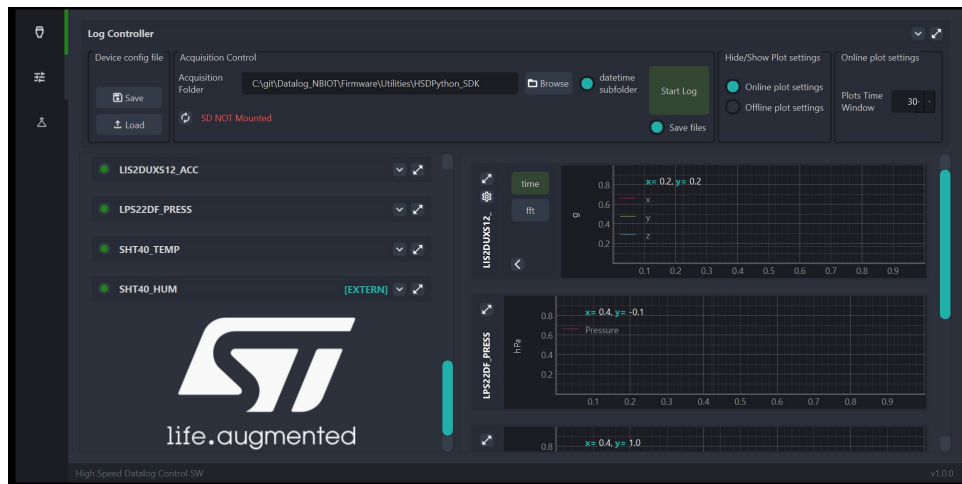 Log Controller
Device config file
Acquisition Control
Hide/Show Plot settings
Online plot settings
Save
Load
Acquisition
Folder
C:\git\Datalog_NBIOT\Firmware\Utilities\HSDPython_SDK
Browse
datetime
subfolder
Start Log
SD NOT Mounted
Save files
Online plot settings
Offline plot settings
Plots Time
Window
30
LIS2DUXS12_ACC
LPS22DF_PRESS
SHT40_TEMP
SHT40_HUM
[EXTERN]
ST
life.augmented
LIS2DUXS12_
time
fft
g
0.8
0.6
0.4
0.2
x= 0.2, y= 0.2
x
y
z
0.1 0.2 0.3 0.4 0.5 0.6 0.7 0.8 0.9
LPS22DF_PRESS
hPa
0.8
0.6
0.4
0.2
x= 0.4, y= -0.1
Pressure
0.1 0.2 0.3 0.4 0.5 0.6 0.7 0.8 0.9
0.8
x= 0.4, y= 1.0
High Speed Datalog Control SW
v1.0.0